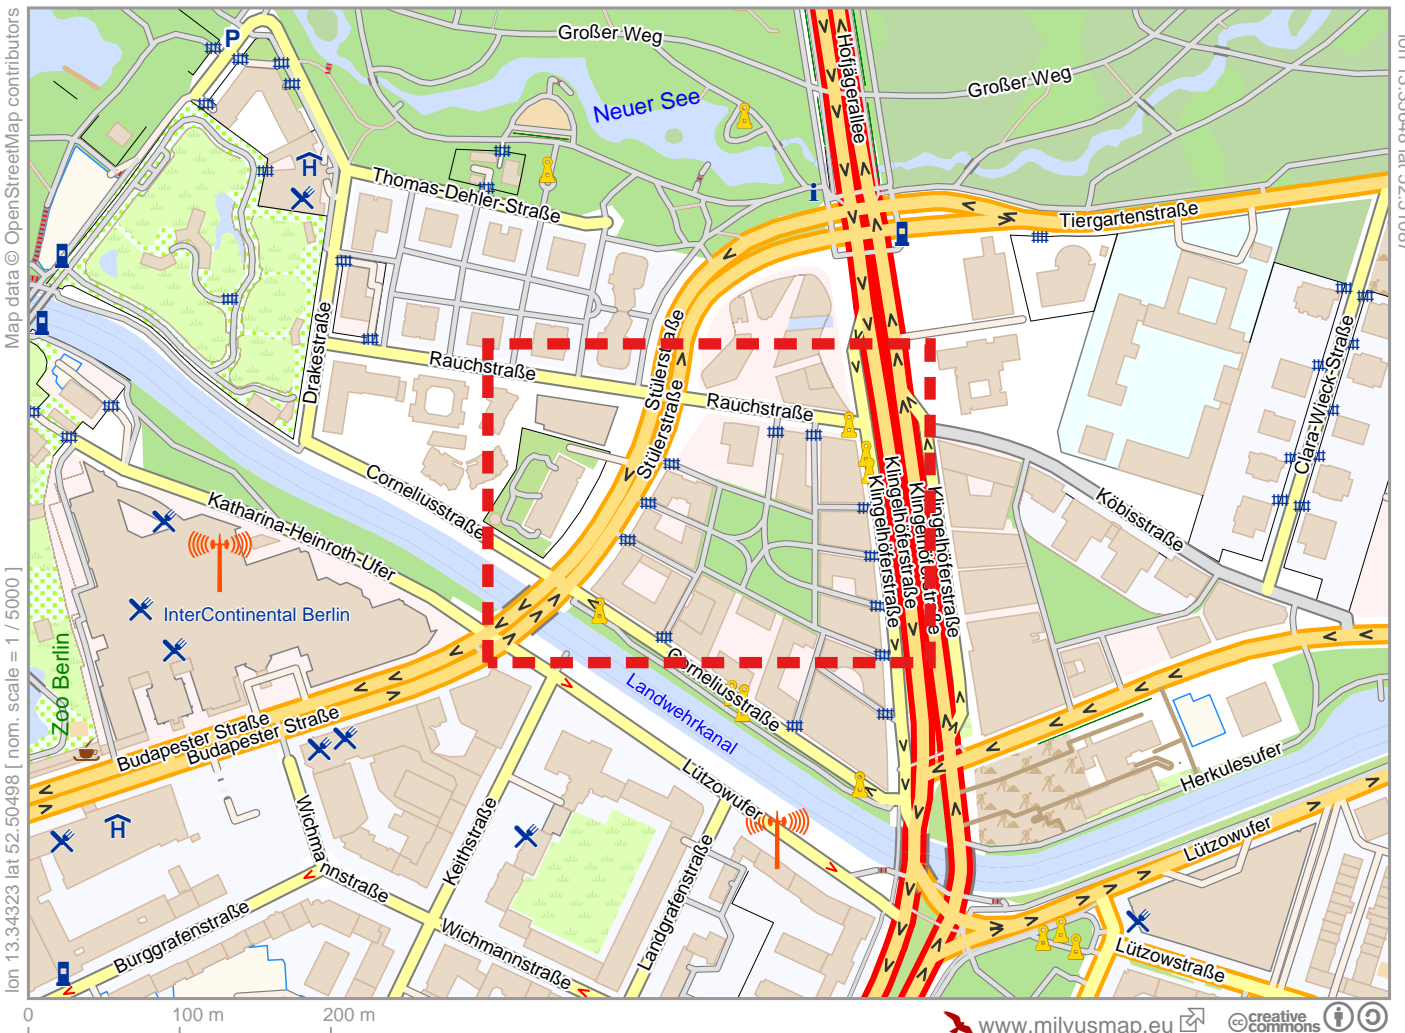 Map data © OpenStreetMap contributors
lon 13.34323 lat 52.50498 [ nom. scale = 1 / 5000 ]
P
Großer Weg
Großer Weg
Hofjägerallee
Neuer See
H
Thomas-Dehler-Straße
i
Tiergartenstraße
Drakestraße
Rauchstraße
Stülerstraße
Stülerstraße
Rauchstraße
Clara-Wieck-Straße
Corneliusstraße
Katharina-Heinroth-Ufer
Klingelhöferstraße
Klingelhöferstraße
Klingelhöferstraße
Klingelhöferstraße
Köbisstraße
InterContinental Berlin
Zoo Berlin
Corneliusstraße
Landwehrkanal
Budapester Straße
Budapester Straße
Lützowufer
Herkulesufer
H
Wichmannstraße
Keithstraße
Landgrafenstraße
Lützowufer
Burggrafenstraße
Wichmannstraße
Lützowstraße
0
100 m
200 m
www.milvusmap.eu
cc creative commons